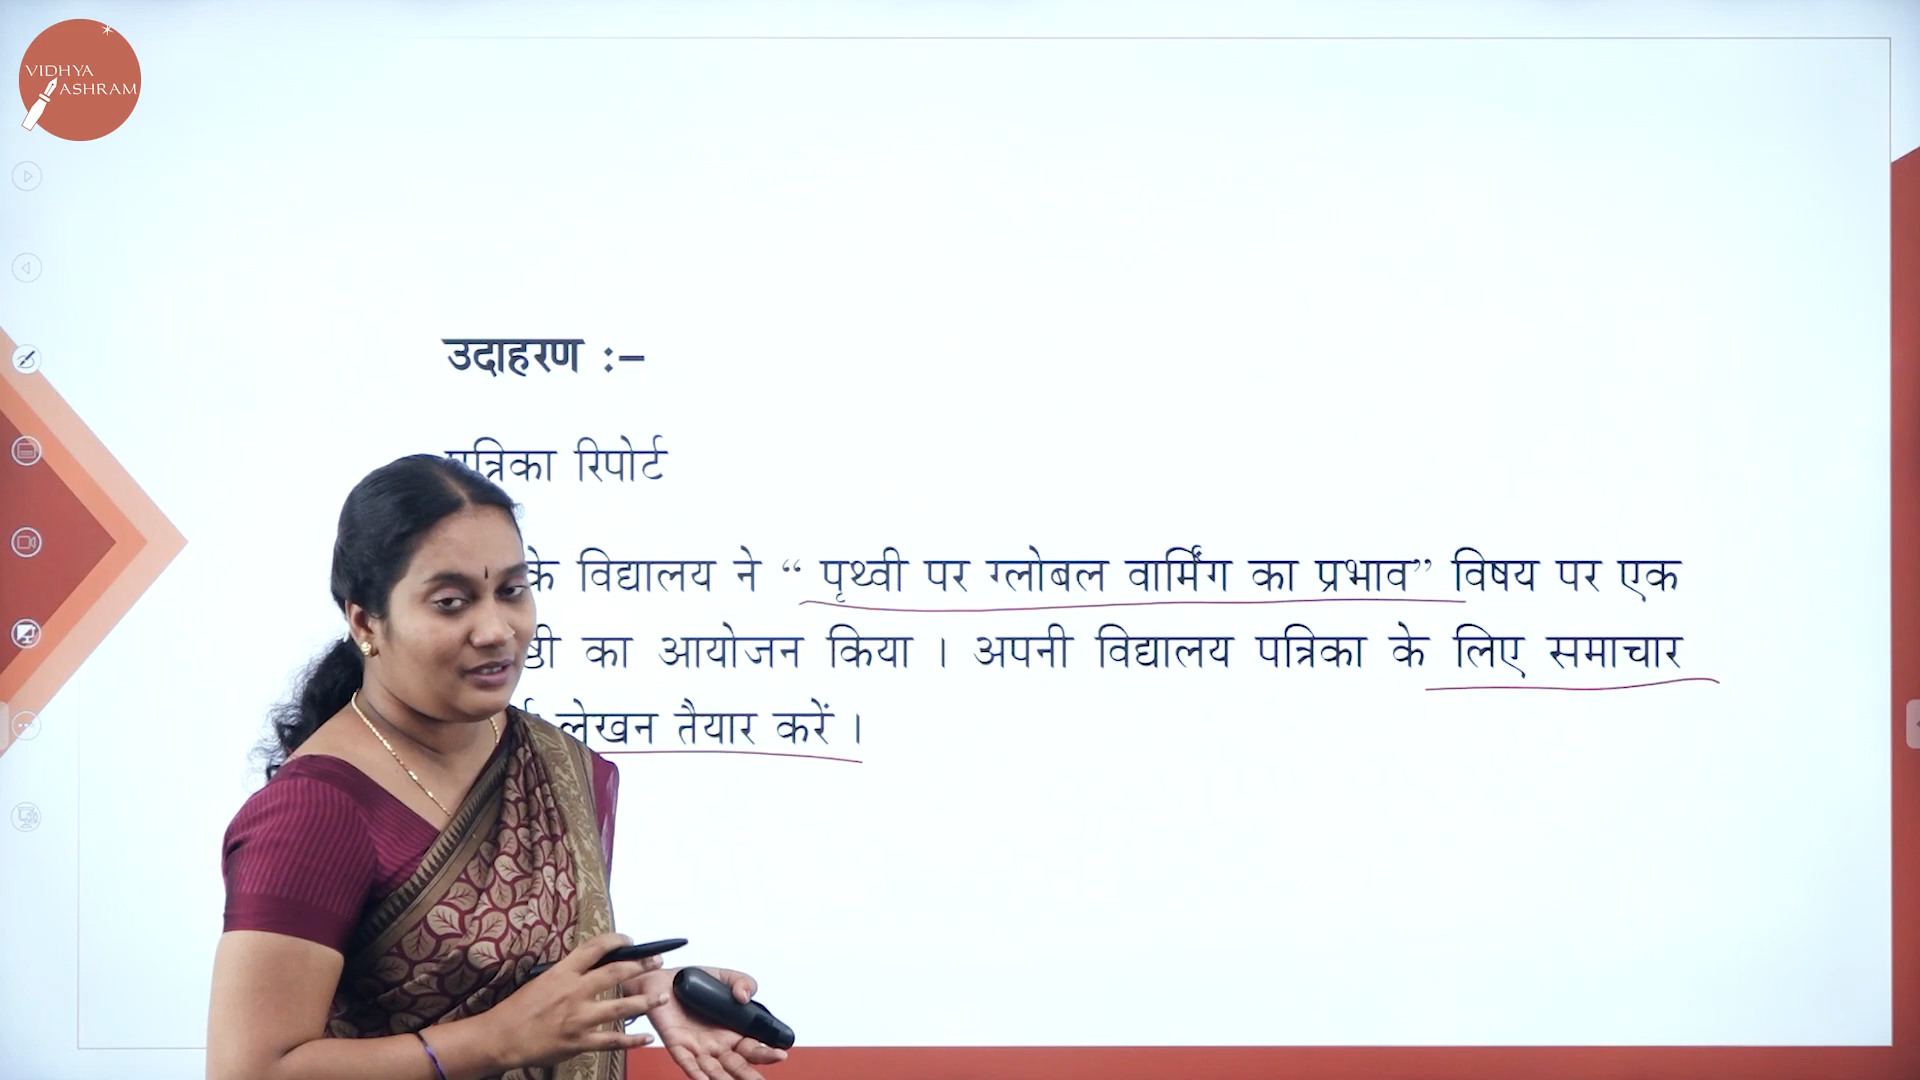 VIDHYA
ASHRAM
उदाहरण :–
पत्रिका रिपोर्ट
के विद्यालय ने “ पृथ्वी पर ग्लोबल वार्मिंग का प्रभाव” विषय पर एक
का आयोजन किया । अपनी विद्यालय पत्रिका के लिए समाचार
लेखन तैयार करें ।